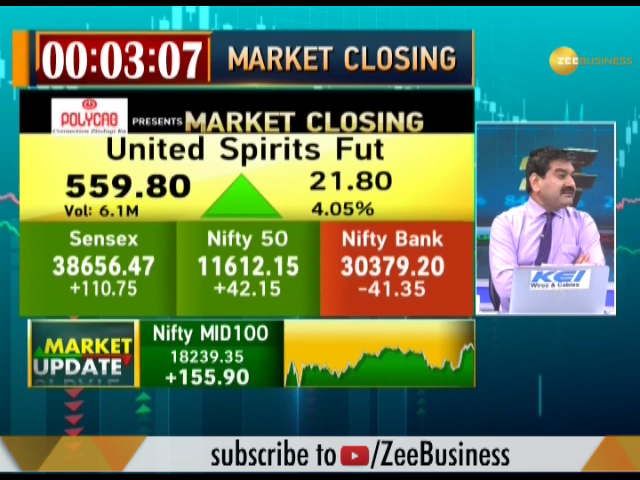 00:03:07 MARKET CLOSING
ZEE BUSINESS
POLYCAB
PRESENTS MARKET CLOSING
United Spirits Fut
559.80 21.80
Vol: 6.1M 4.05%
Sensex
38656.47
+110.75
Nifty 50
11612.15
+42.15
Nifty Bank
30379.20
-41.35
KEI
Wires & Cables
MARKET
UPDATE
Nifty MID100
18239.35
+155.90
subscribe to /ZeeBusiness